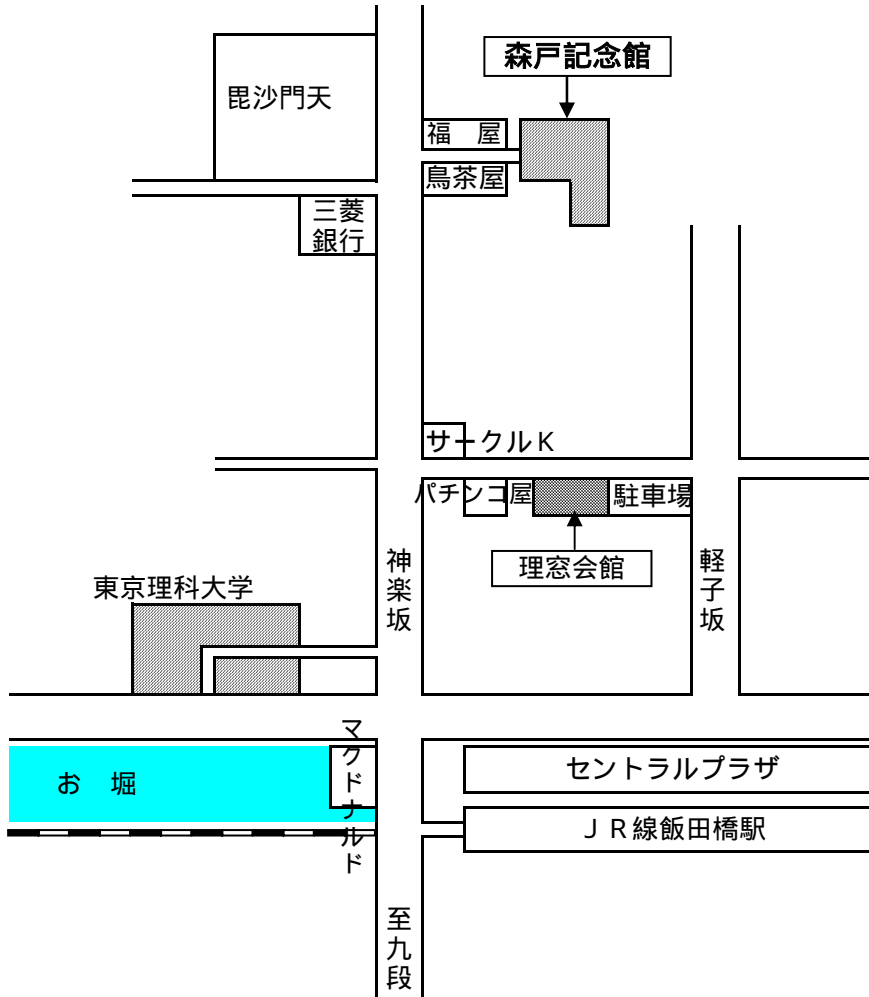 森戸記念館
毘沙門天
福　屋
鳥茶屋
三菱
銀行
サークルＫ
パチンコ屋
駐車場
理窓会館
神楽坂
軽子坂
東京理科大学
マクドナルド
お　堀
セントラルプラザ
ＪＲ線飯田橋駅
至九段